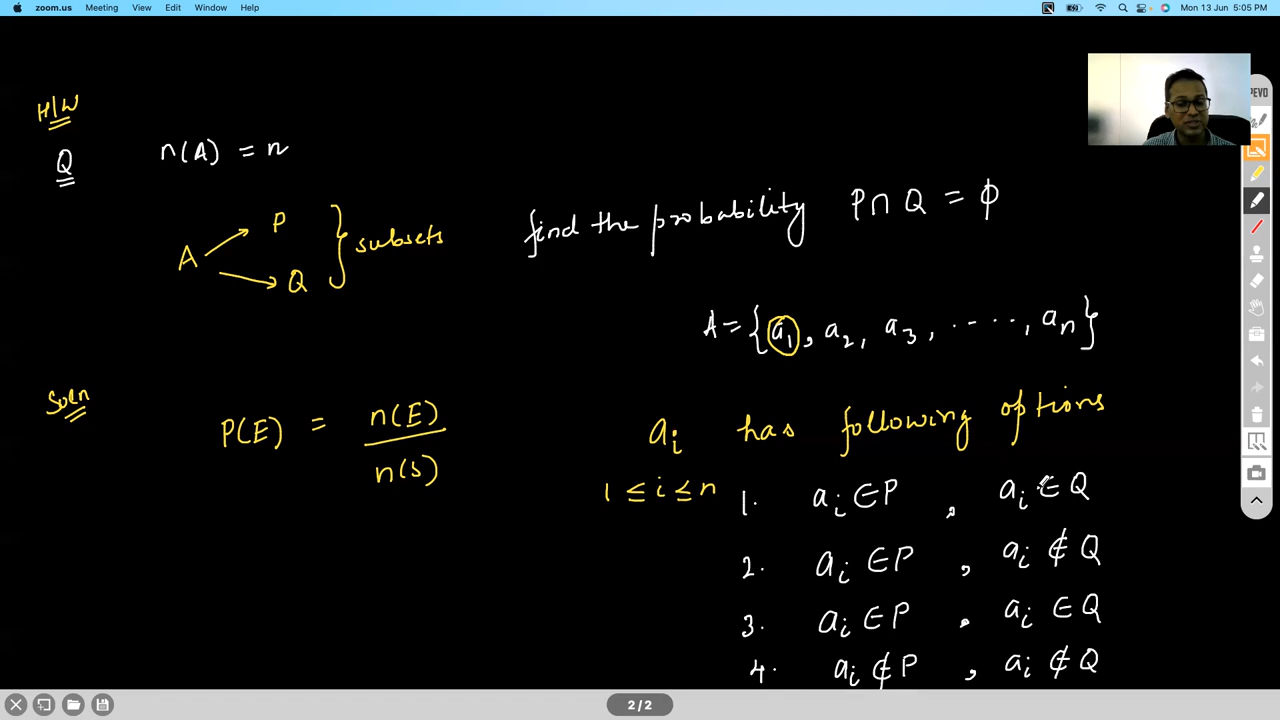 zoom.us Meeting View Edit Window Help Mon 13 Jun 5:05 PM
H/W
Q n(A) = n
A P Q } subsets
find the probability P∩Q = ϕ
A = {a₁, a₂, a₃, ....., aₙ}
Soln P(E) = n(E)/n(S)
aᵢ has following options
1 ≤ i ≤ n
1. aᵢ ∈ P , aᵢ ∈ Q
2. aᵢ ∈ P , aᵢ ∉ Q
3. aᵢ ∈ P , aᵢ ∈ Q
4. aᵢ ∉ P , aᵢ ∉ Q
2/2